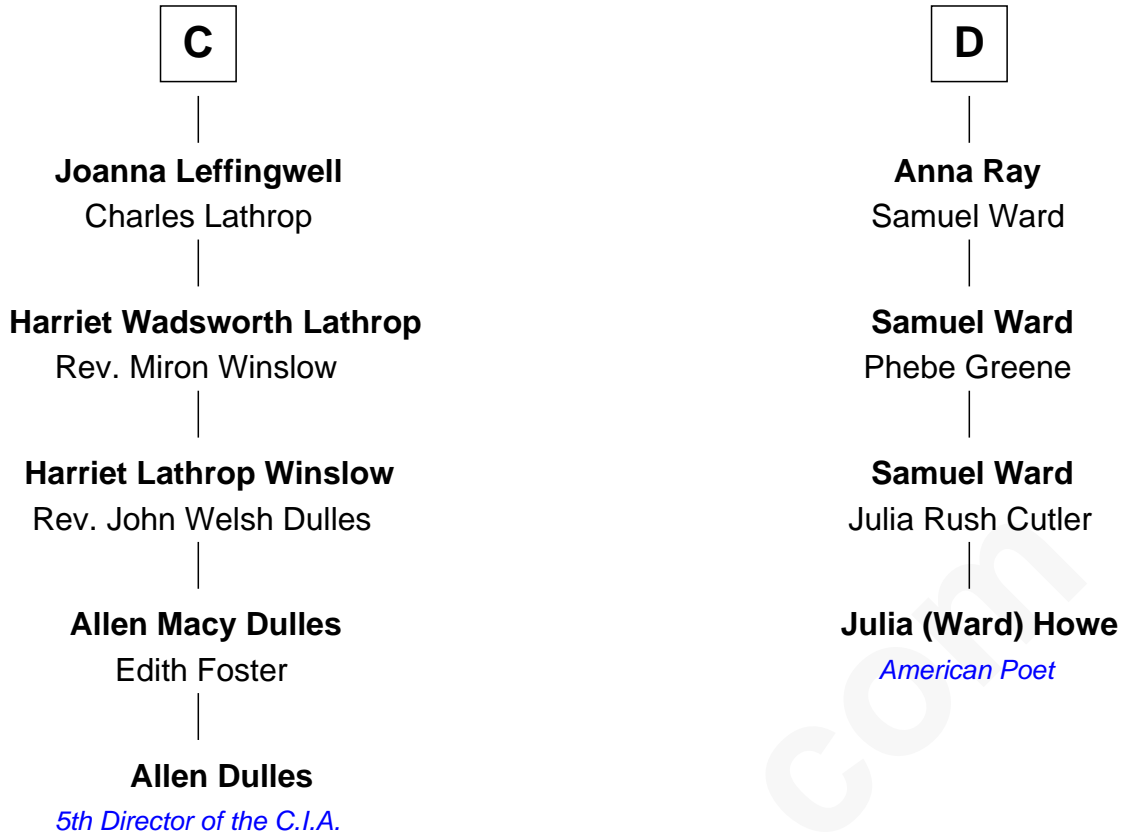 C
Joanna Leffingwell
Charles Lathrop
Harriet Wadsworth Lathrop
Rev. Miron Winslow
Harriet Lathrop Winslow
Rev. John Welsh Dulles
Allen Macy Dulles
Edith Foster
Allen Dulles
5th Director of the C.I.A.
D
Anna Ray
Samuel Ward
Samuel Ward
Phebe Greene
Samuel Ward
Julia Rush Cutler
Julia (Ward) Howe
American Poet
com